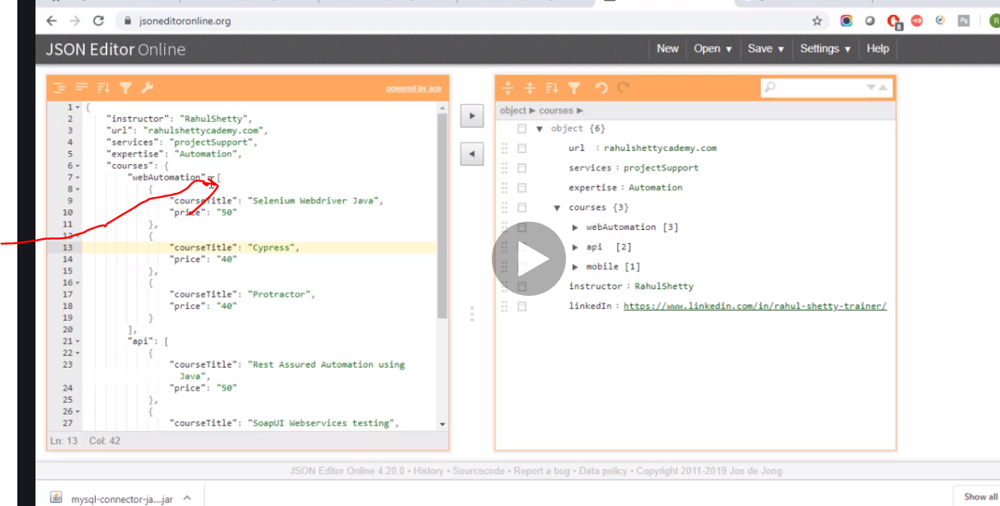 jsoneditoronline.org
JSON Editor Online
New Open ▼ Save ▼ Settings ▼ Help
powered by ace
1 {
2 "instructor": "RahulShetty",
3 "url": "rahulshettycademy.com",
4 "services": "projectSupport",
5 "expertise": "Automation",
6 "courses": {
7 "webAutomation": [
8 {
9 "courseTitle": "Selenium Webdriver Java",
10 "price": "50"
11 },
12 {
13 "courseTitle": "Cypress",
14 "price": "40"
15 },
16 {
17 "courseTitle": "Protractor",
18 "price": "40"
19 }
20 ],
21 "api": [
22 {
23 "courseTitle": "Rest Assured Automation using
Java",
24 "price": "50"
25 },
26 {
27 "courseTitle": "SoapUI Webservices testing",
Ln: 13 Col: 42
object ► courses ►
▼ object {6}
url : rahulshettycademy.com
services : projectSupport
expertise : Automation
▼ courses {3}
► webAutomation [3]
► api [2]
► mobile [1]
instructor : RahulShetty
linkedIn : https://www.linkedin.com/in/rahul-shetty-trainer/
JSON Editor Online 4.20.0 • History • Sourcecode • Report a bug • Data policy • Copyright 2011-2019 Jos de Jong
mysql-connector-ja....jar
Show all